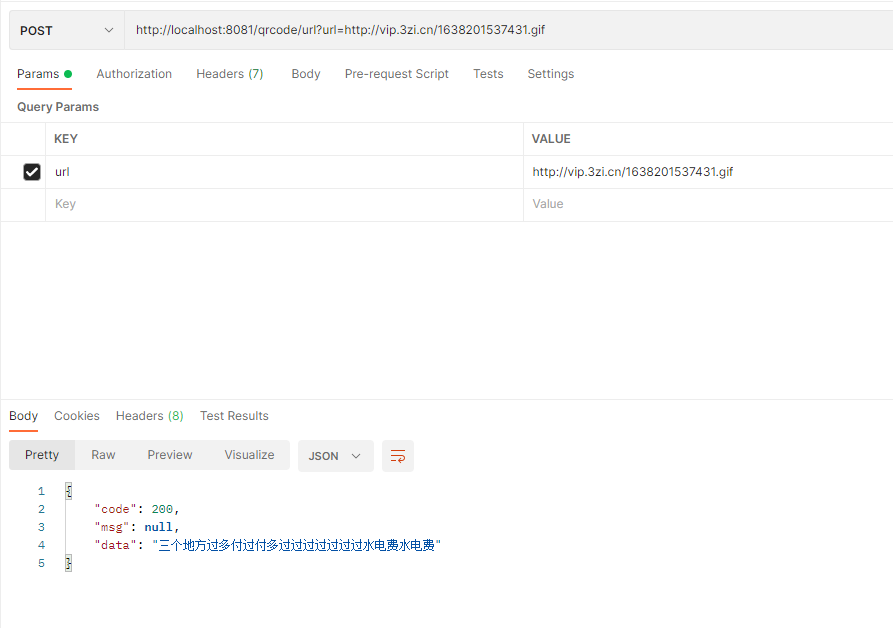 POST http://localhost:8081/qrcode/url?url=http://vip.3zi.cn/1638201537431.gif
Params Authorization Headers (7) Body Pre-request Script Tests Settings
Query Params
KEY VALUE
url http://vip.3zi.cn/1638201537431.gif
Key Value
Body Cookies Headers (8) Test Results
Pretty Raw Preview Visualize JSON
1 {
2 "code": 200,
3 "msg": null,
4 "data": "三个地方过多付过付多过过过过过过过水电费水电费"
5 }